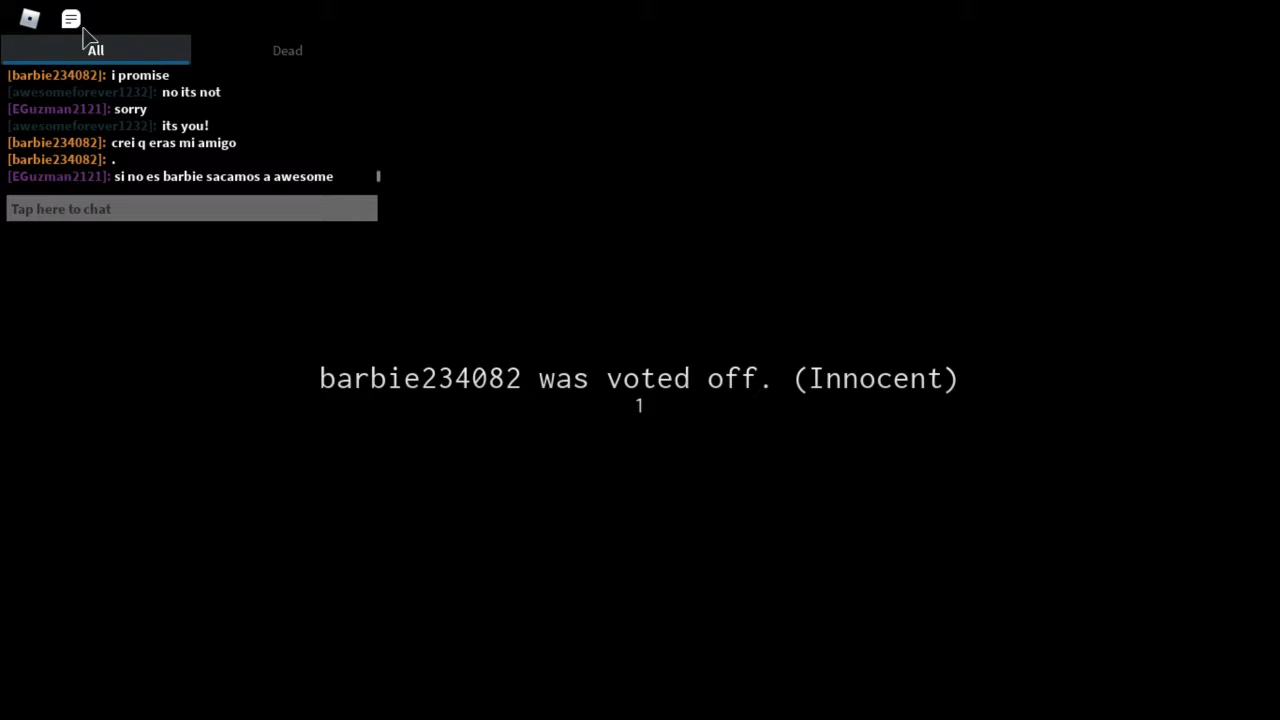 All
Dead
[barbie234082]: i promise
[awesomeforever1232]: no its not
[EGuzman2121]: sorry
[awesomeforever1232]: its you!
[barbie234082]: crei q eras mi amigo
[barbie234082]: .
[EGuzman2121]: si no es barbie sacamos a awesome
Tap here to chat
barbie234082 was voted off. (Innocent)
1